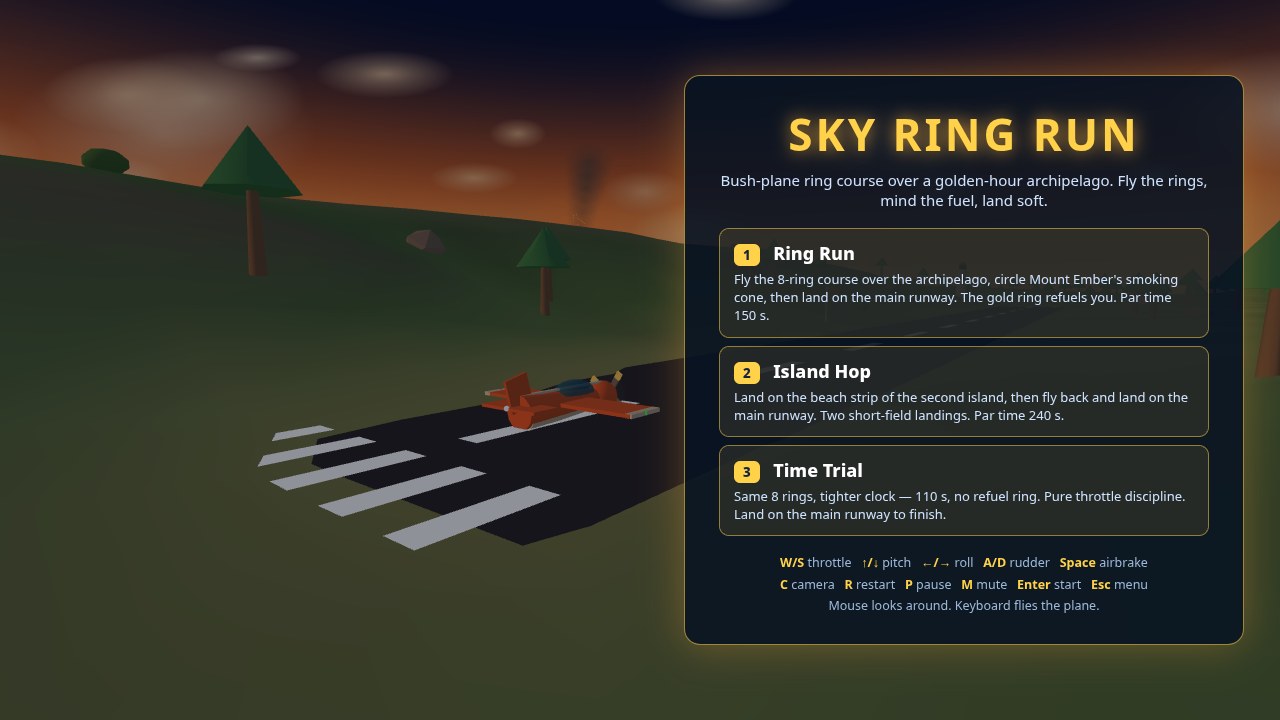 SKY RING RUN
Bush-plane ring course over a golden-hour archipelago. Fly the rings,
mind the fuel, land soft.
1 Ring Run
Fly the 8-ring course over the archipelago, circle Mount Ember's smoking
cone, then land on the main runway. The gold ring refuels you. Par time
150 s.
2 Island Hop
Land on the beach strip of the second island, then fly back and land on the
main runway. Two short-field landings. Par time 240 s.
3 Time Trial
Same 8 rings, tighter clock — 110 s, no refuel ring. Pure throttle discipline.
Land on the main runway to finish.
W/S throttle ↑/↓ pitch ←/→ roll A/D rudder Space airbrake
C camera R restart P pause M mute Enter start Esc menu
Mouse looks around. Keyboard flies the plane.